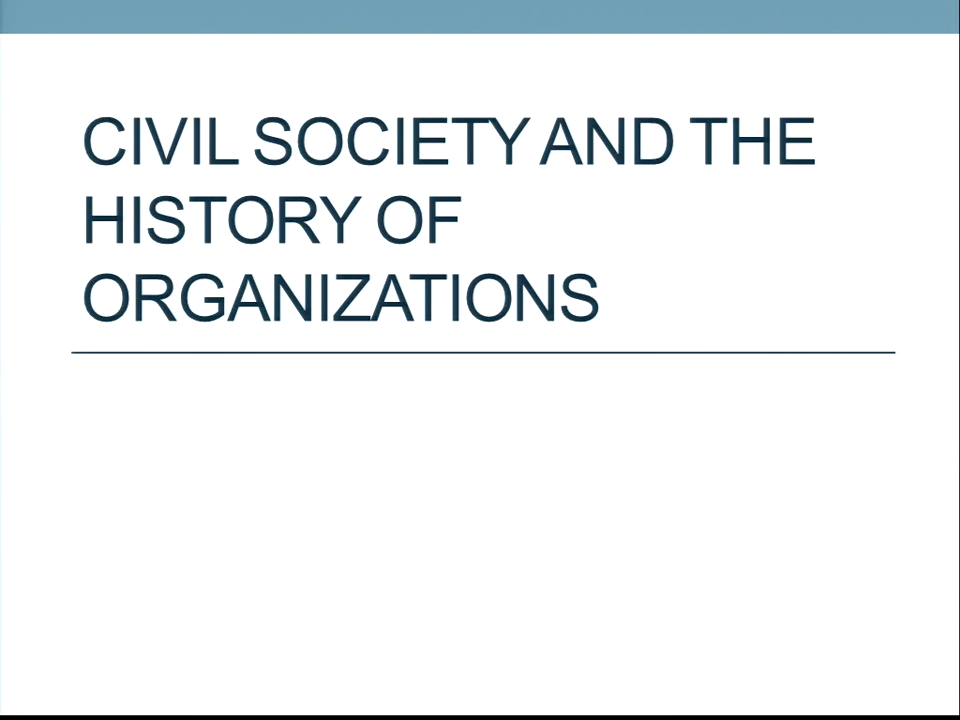 CIVIL SOCIETY AND THE
HISTORY OF
ORGANIZATIONS